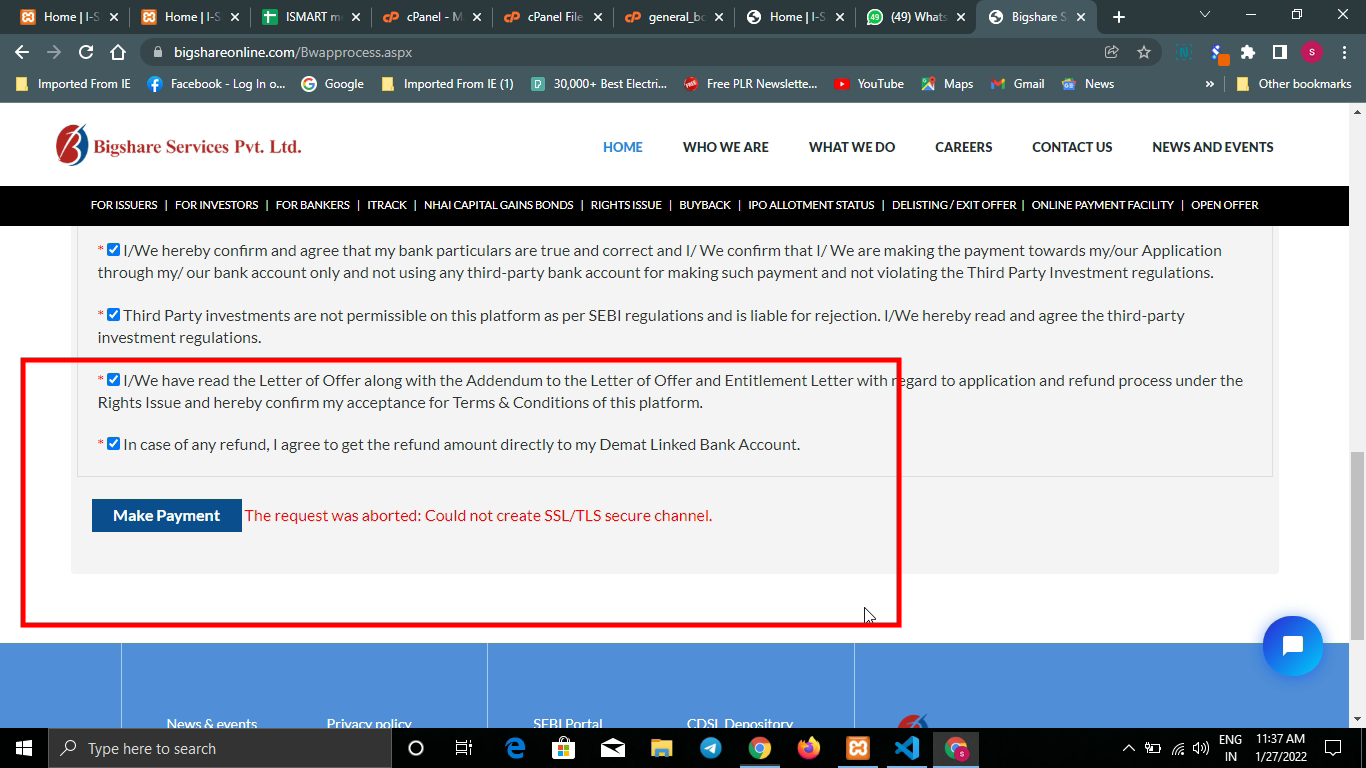 Home | I-S
Home | I-S
ISMART m
cPanel - M
cPanel File
general_bc
Home | I-S
(49) Whats
Bigshare S
bigshareonline.com/Bwapprocess.aspx
Imported From IE
Facebook - Log In o...
Google
Imported From IE (1)
30,000+ Best Electri...
Free PLR Newslette...
YouTube
Maps
Gmail
News
»
Other bookmarks
Bigshare Services Pvt. Ltd.
HOME
WHO WE ARE
WHAT WE DO
CAREERS
CONTACT US
NEWS AND EVENTS
FOR ISSUERS | FOR INVESTORS | FOR BANKERS | ITRACK | NHAI CAPITAL GAINS BONDS | RIGHTS ISSUE | BUYBACK | IPO ALLOTMENT STATUS | DELISTING / EXIT OFFER | ONLINE PAYMENT FACILITY | OPEN OFFER
* I/We hereby confirm and agree that my bank particulars are true and correct and I/ We confirm that I/ We are making the payment towards my/our Application
through my/ our bank account only and not using any third-party bank account for making such payment and not violating the Third Party Investment regulations.
* Third Party investments are not permissible on this platform as per SEBI regulations and is liable for rejection. I/We hereby read and agree the third-party
investment regulations.
* I/We have read the Letter of Offer along with the Addendum to the Letter of Offer and Entitlement Letter with regard to application and refund process under the
Rights Issue and hereby confirm my acceptance for Terms & Conditions of this platform.
* In case of any refund, I agree to get the refund amount directly to my Demat Linked Bank Account.
Make Payment
The request was aborted: Could not create SSL/TLS secure channel.
News & events
Privacy policy
SEBI Portal
CDSL Depository
Type here to search
ENG
IN
11:37 AM
1/27/2022